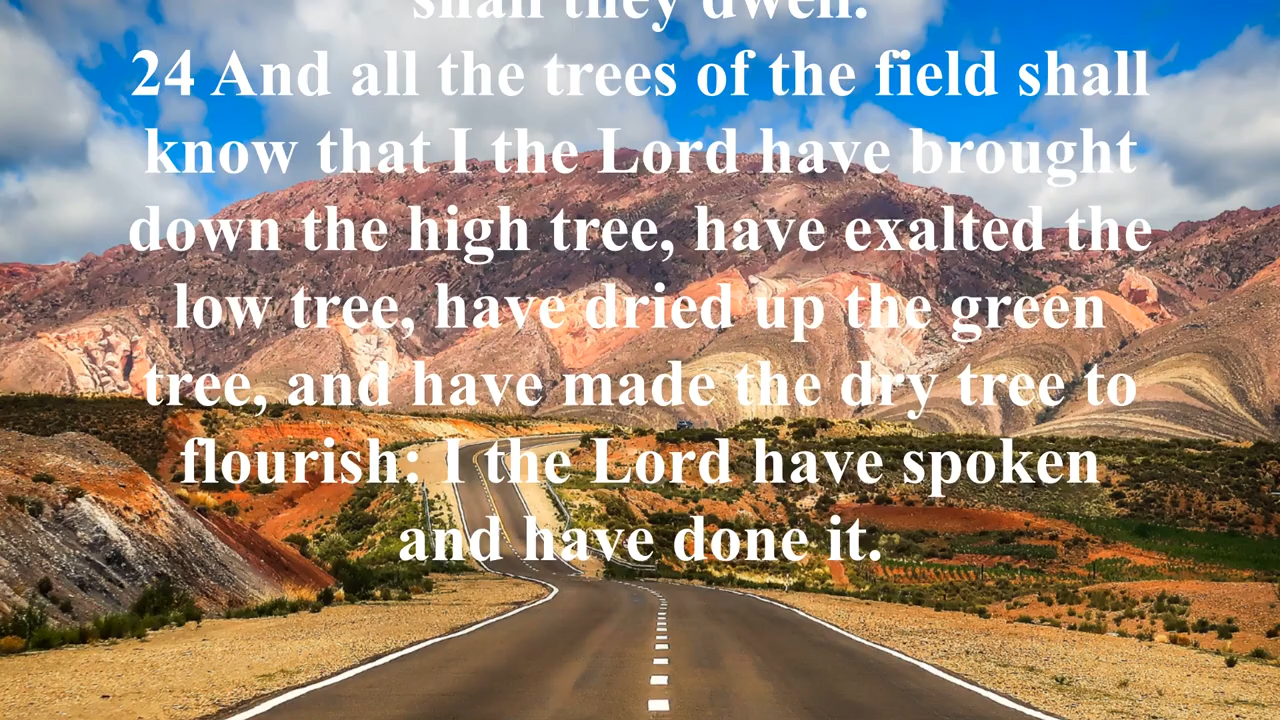 shall they dwell.
24 And all the trees of the field shall
know that I the Lord have brought
down the high tree, have exalted the
low tree, have dried up the green
tree, and have made the dry tree to
flourish: I the Lord have spoken
and have done it.